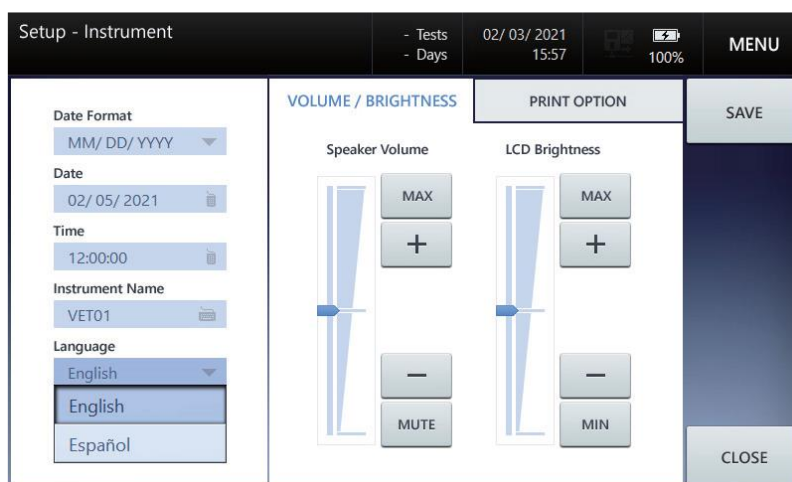 Setup - Instrument
- Tests
- Days
02/ 03/ 2021
15:57
100%
MENU
Date Format
MM/ DD/ YYYY
Date
02/ 05/ 2021
Time
12:00:00
Instrument Name
VET01
Language
English
English
Español
VOLUME / BRIGHTNESS
PRINT OPTION
Speaker Volume
LCD Brightness
MAX
MAX
+
+
−
−
MUTE
MIN
SAVE
CLOSE